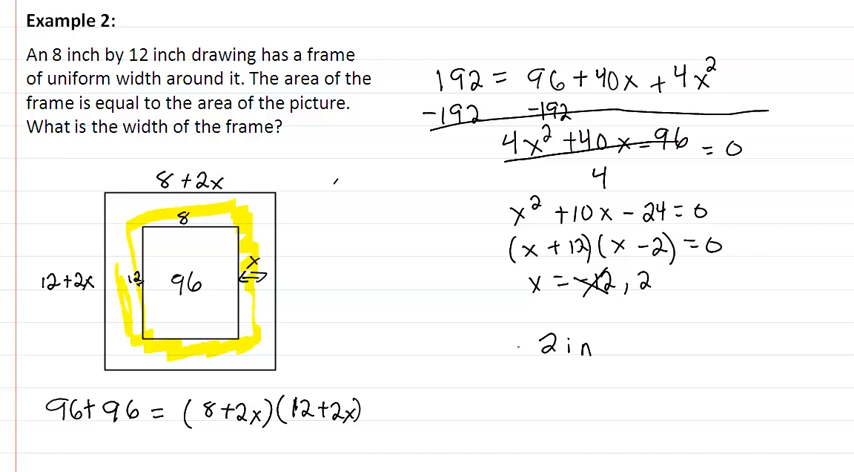 Example 2:
An 8 inch by 12 inch drawing has a frame
of uniform width around it. The area of the
frame is equal to the area of the picture.
What is the width of the frame?
8+2x
8
12+2x
12
96
x
96+96 = (8+2x)(12+2x)
192 = 96+40x+4x²
-192 -192
4x²+40x-96 = 0
4
x²+10x-24=0
(x+12)(x-2)=0
x=-12, 2
2 in